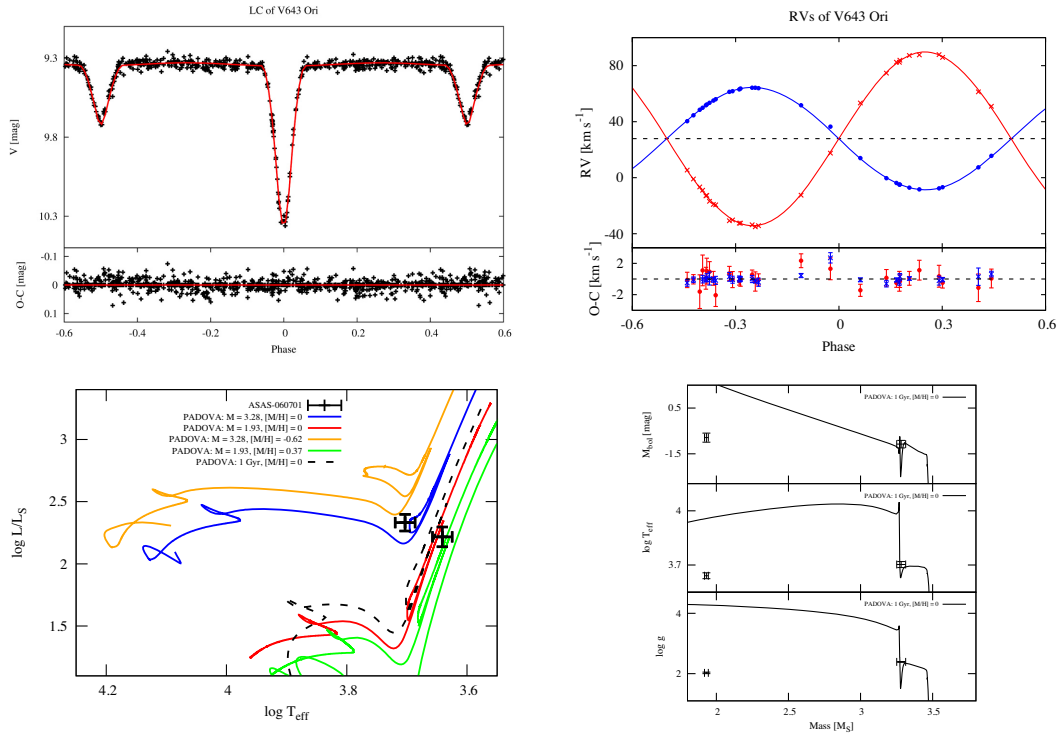 LC of V643 Ori
9.3
9.8
10.3
V [mag]
-0.1
0
0.1
O-C [mag]
-0.6 -0.3 0 0.3 0.6
Phase
RVs of V643 Ori
80
40
0
-40
RV [km s-1]
2
0
-2
O-C [km s-1]
-0.6 -0.3 0 0.3 0.6
Phase
ASAS-060701
PADOVA: M = 3.28, [M/H] = 0
PADOVA: M = 1.93, [M/H] = 0
PADOVA: M = 3.28, [M/H] = -0.62
PADOVA: M = 1.93, [M/H] = 0.37
PADOVA: 1 Gyr, [M/H] = 0
3
2.5
2
1.5
log L/LS
4.2 4 3.8 3.6
log Teff
PADOVA: 1 Gyr, [M/H] = 0
0.5
-1.5
Mbol [mag]
PADOVA: 1 Gyr, [M/H] = 0
4
3.7
log Teff
PADOVA: 1 Gyr, [M/H] = 0
4
2
log g
2 2.5 3 3.5
Mass [MS]